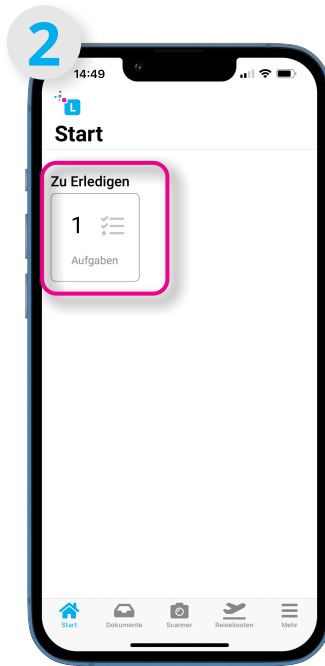 2
14:49
L
Start
Zu Erledigen
1
Aufgaben
Start Dokumente Scanner Reisekosten Mehr